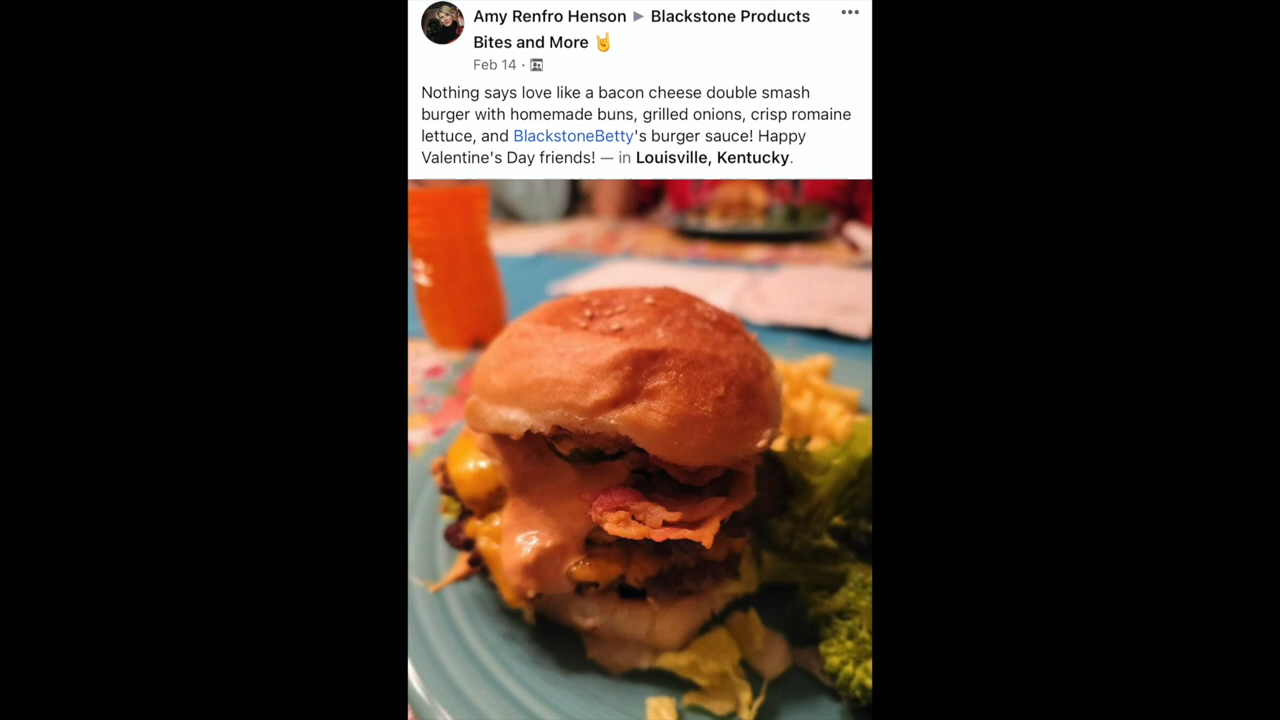 Amy Renfro Henson ▶ Blackstone Products
Bites and More 🤘
Feb 14 ·
Nothing says love like a bacon cheese double smash
burger with homemade buns, grilled onions, crisp romaine
lettuce, and BlackstoneBetty's burger sauce! Happy
Valentine's Day friends! — in Louisville, Kentucky.